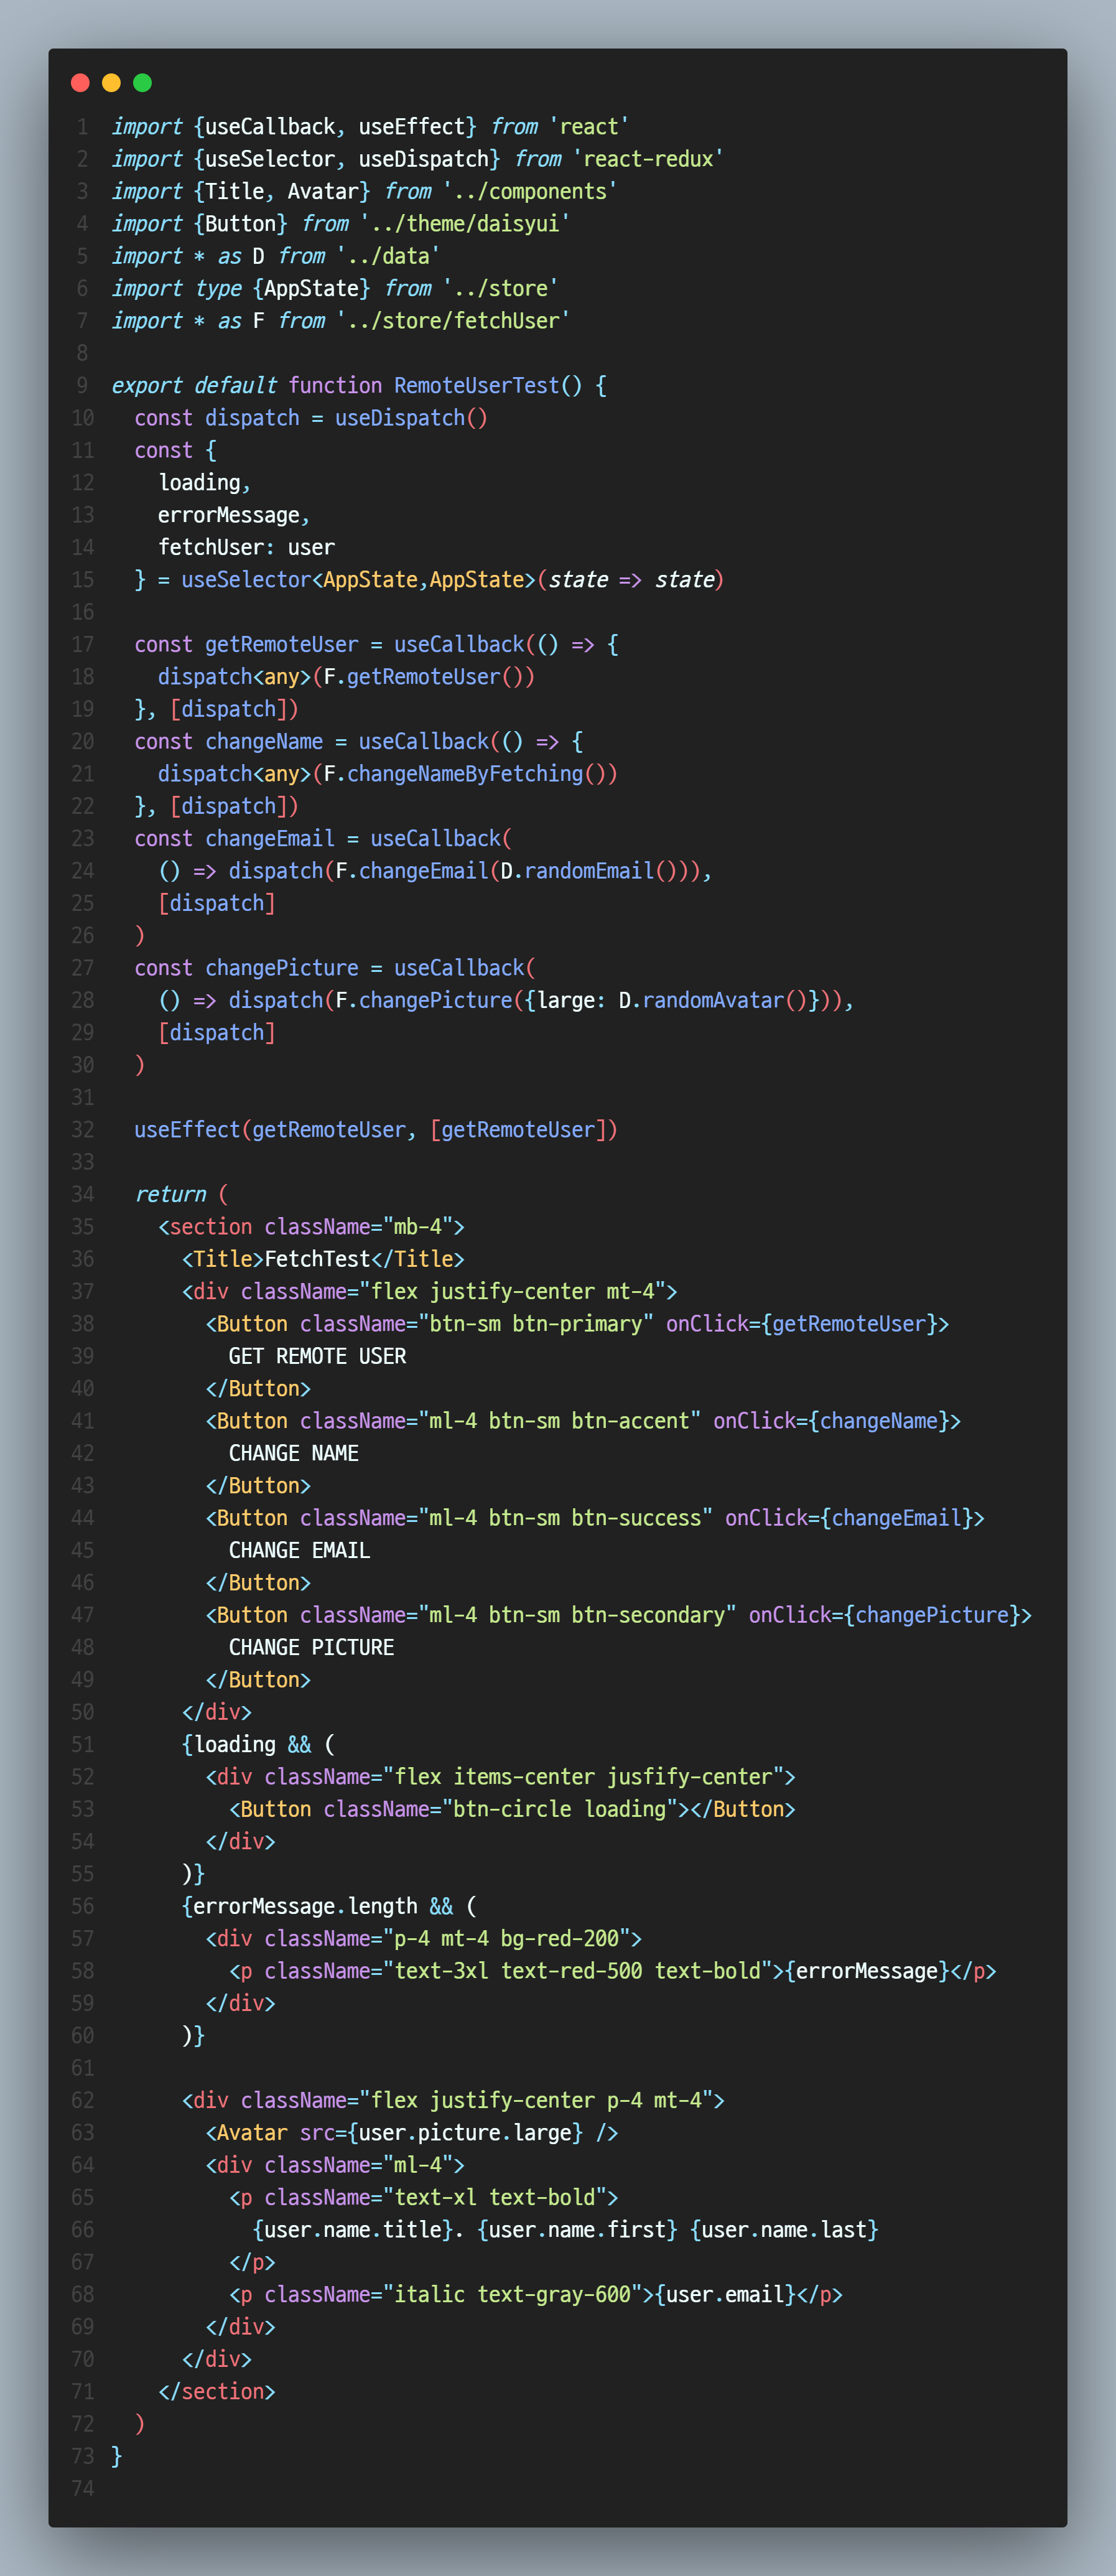 1 import {useCallback, useEffect} from 'react'
2 import {useSelector, useDispatch} from 'react-redux'
3 import {Title, Avatar} from '../components'
4 import {Button} from '../theme/daisyui'
5 import * as D from '../data'
6 import type {AppState} from '../store'
7 import * as F from '../store/fetchUser'
8
9 export default function RemoteUserTest() {
10   const dispatch = useDispatch()
11   const {
12     loading,
13     errorMessage,
14     fetchUser: user
15   } = useSelector<AppState,AppState>(state => state)
16
17   const getRemoteUser = useCallback(() => {
18     dispatch<any>(F.getRemoteUser())
19   }, [dispatch])
20   const changeName = useCallback(() => {
21     dispatch<any>(F.changeNameByFetching())
22   }, [dispatch])
23   const changeEmail = useCallback(
24     () => dispatch(F.changeEmail(D.randomEmail())),
25     [dispatch]
26   )
27   const changePicture = useCallback(
28     () => dispatch(F.changePicture({large: D.randomAvatar()})),
29     [dispatch]
30   )
31
32   useEffect(getRemoteUser, [getRemoteUser])
33
34   return (
35     <section className="mb-4">
36       <Title>FetchTest</Title>
37       <div className="flex justify-center mt-4">
38         <Button className="btn-sm btn-primary" onClick={getRemoteUser}>
39           GET REMOTE USER
40         </Button>
41         <Button className="ml-4 btn-sm btn-accent" onClick={changeName}>
42           CHANGE NAME
43         </Button>
44         <Button className="ml-4 btn-sm btn-success" onClick={changeEmail}>
45           CHANGE EMAIL
46         </Button>
47         <Button className="ml-4 btn-sm btn-secondary" onClick={changePicture}>
48           CHANGE PICTURE
49         </Button>
50       </div>
51       {loading && (
52         <div className="flex items-center jusfify-center">
53           <Button className="btn-circle loading"></Button>
54         </div>
55       )}
56       {errorMessage.length && (
57         <div className="p-4 mt-4 bg-red-200">
58           <p className="text-3xl text-red-500 text-bold">{errorMessage}</p>
59         </div>
60       )}
61
62       <div className="flex justify-center p-4 mt-4">
63         <Avatar src={user.picture.large} />
64         <div className="ml-4">
65           <p className="text-xl text-bold">
66             {user.name.title}. {user.name.first} {user.name.last}
67           </p>
68           <p className="italic text-gray-600">{user.email}</p>
69         </div>
70       </div>
71     </section>
72   )
73 }
74